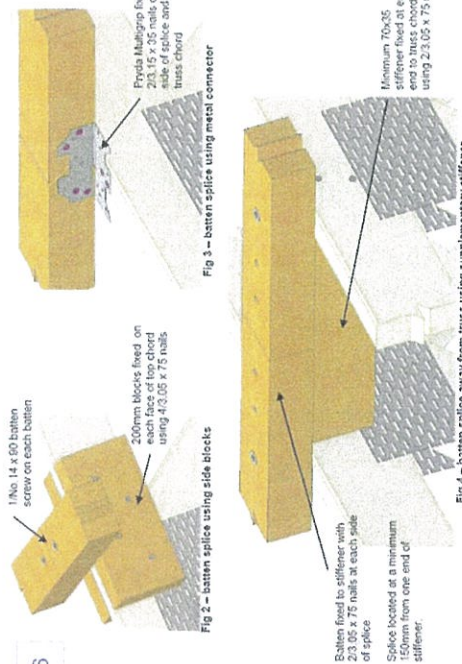 1/No 14 x 90 batten
screw on each batten
200mm blocks fixed on
each face of top chord
using 4/3.05 x 75 nails
Fig 2 – batten splice using side blocks
Pryda Multigrip
2/3.15 x 35 nails
side of splice and
truss chord
Fig 3 – batten splice using metal connector
Batten fixed to stiffener with
2/3.05 x 75 nails at each side
of splice
Splice located at a minimum
150mm from one end of
stiffener.
Minimum 70x35
stiffener fixed at
end to truss chord
using 2/3.05 x 75
Fig 4 – batten splice away from truss using supplementary stiffener